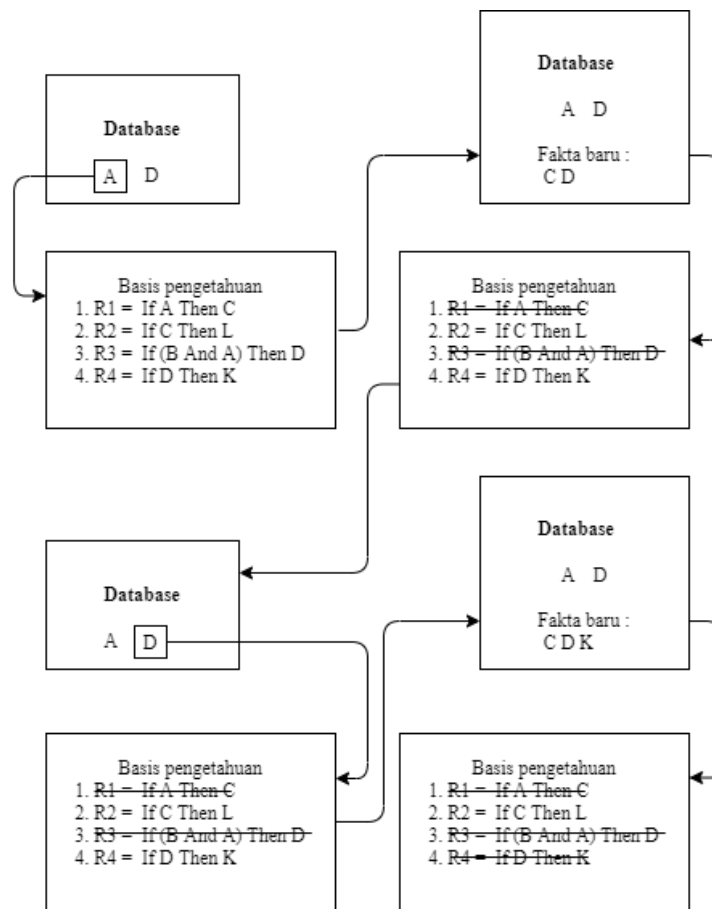 Database
A D
Database
A D
Fakta baru :
C D
Basis pengetahuan
1. R1 = If A Then C
2. R2 = If C Then L
3. R3 = If (B And A) Then D
4. R4 = If D Then K
Basis pengetahuan
1. R1 = If A Then C
2. R2 = If C Then L
3. R3 = If (B And A) Then D
4. R4 = If D Then K
Database
A D
Database
A D
Fakta baru :
C D K
Basis pengetahuan
1. R1 = If A Then C
2. R2 = If C Then L
3. R3 = If (B And A) Then D
4. R4 = If D Then K
Basis pengetahuan
1. R1 = If A Then C
2. R2 = If C Then L
3. R3 = If (B And A) Then D
4. R4 = If D Then K